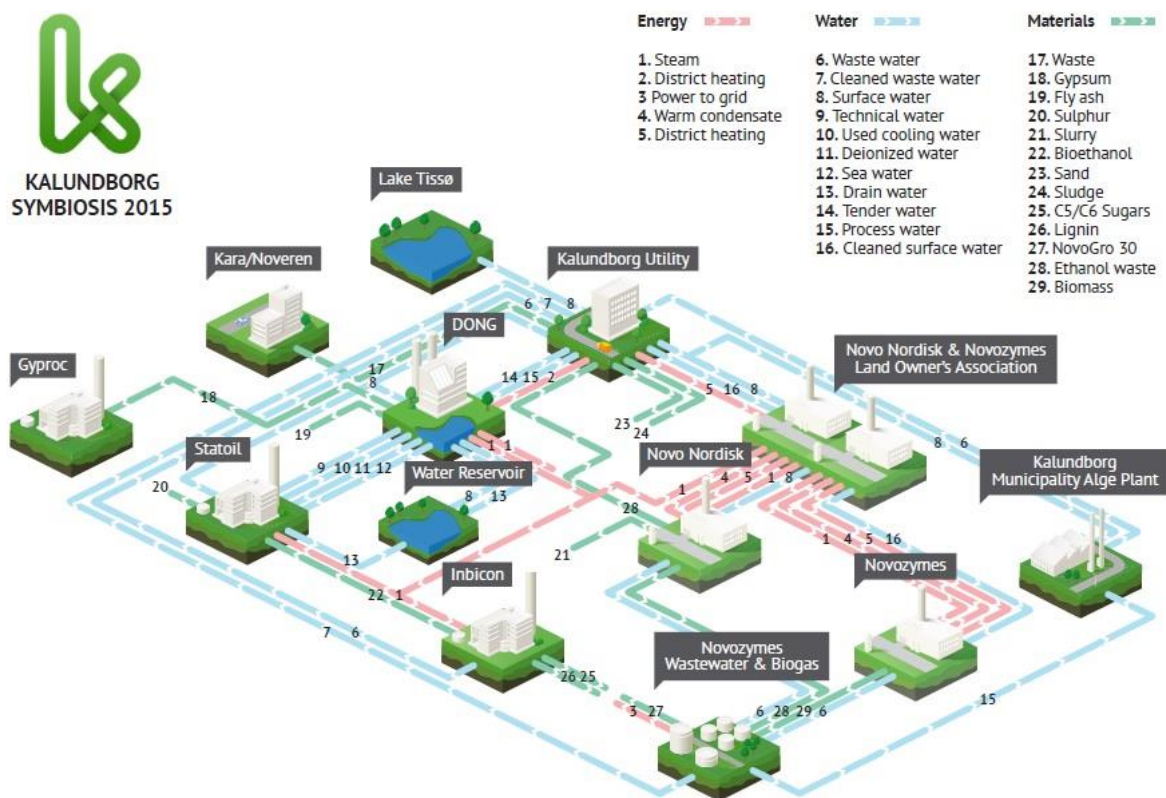 KALUNDBORG
SYMBIOSIS 2015
Energy
1. Steam
2. District heating
3 Power to grid
4. Warm condensate
5. District heating
Water
6. Waste water
7. Cleaned waste water
8. Surface water
9. Technical water
10. Used cooling water
11. Deionized water
12. Sea water
13. Drain water
14. Tender water
15. Process water
16. Cleaned surface water
Materials
17. Waste
18. Gypsum
19. Fly ash
20. Sulphur
21. Slurry
22. Bioethanol
23. Sand
24. Sludge
25. C5/C6 Sugars
26. Lignin
27. NovoGro 30
28. Ethanol waste
29. Biomass
Lake Tissø
Kara/Noveren
Kalundborg Utility
6 7 8
DONG
Gyproc
17
8
14 15 2
Novo Nordisk & Novozymes
Land Owner's Association
5 16 8
18
19
23
24
8 6
Statoil
9 10 11 12
1 1
Water Reservoir
Novo Nordisk
Kalundborg
Municipality Alge Plant
20
8 13
1 4 5 1 8
28
13
21
1 4 5 16
Inbicon
Novozymes
22 1
7 6
Novozymes
Wastewater & Biogas
26 25
3 27
6 28 29 6
15